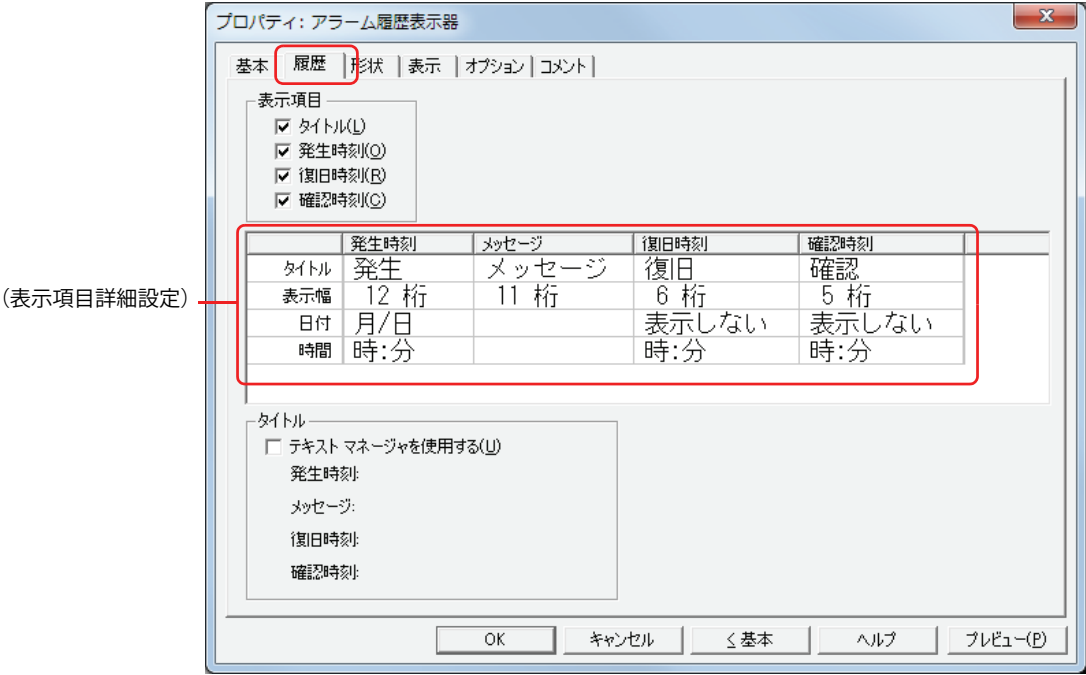 プロパティ: アラーム履歴表示器
基本 履歴 形状 表示 オプション コメント
表示項目
タイトル(L)
発生時刻(O)
復旧時刻(R)
確認時刻(C)
発生時刻 メッセージ 復旧時刻 確認時刻
タイトル 発生 メッセージ 復旧 確認
(表示項目詳細設定) 表示幅 12 桁 11 桁 6 桁 5 桁
日付 月/日 表示しない 表示しない
時間 時:分 時:分 時:分
タイトル
テキスト マネージャを使用する(U)
発生時刻:
メッセージ:
復旧時刻:
確認時刻:
OK キャンセル < 基本 ヘルプ プレビュー(P)